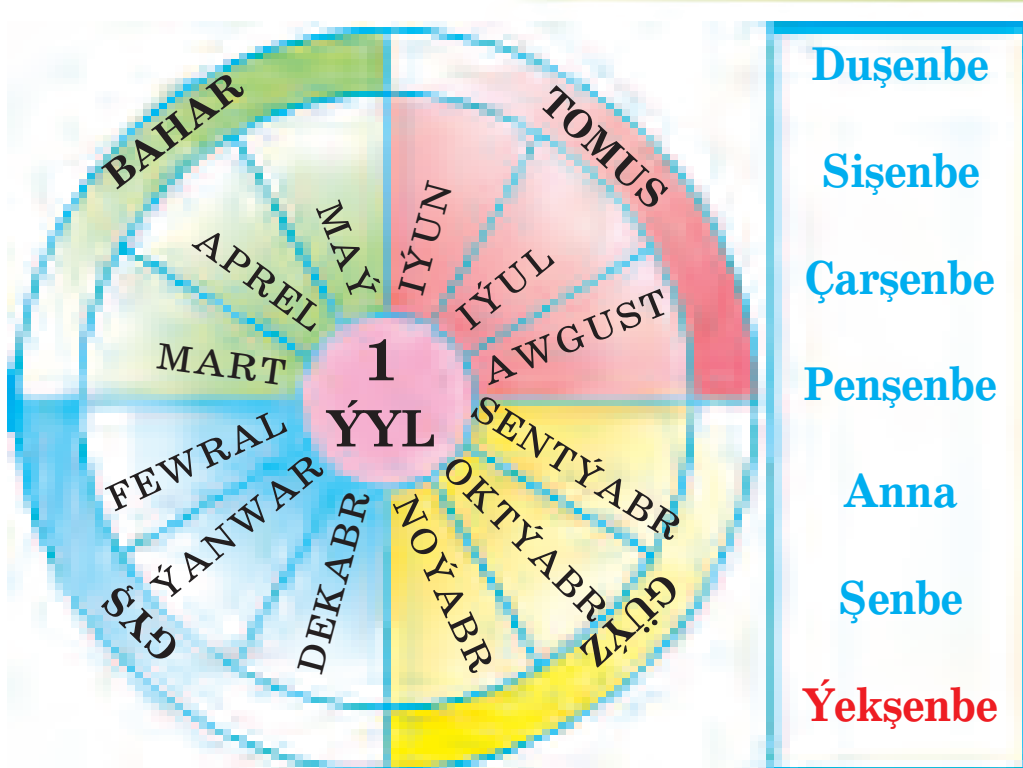 BAHAR
TOMUS
GÜÝZ
GYŞ
MART
APREL
MAÝ
IÝUN
IÝUL
AWGUST
SENTÝABR
OKTÝABR
NOÝABR
DEKABR
ÝANWAR
FEWRAL
1
ÝYL
Duşenbe
Sişenbe
Çarşenbe
Penşenbe
Anna
Şenbe
Ýekşenbe